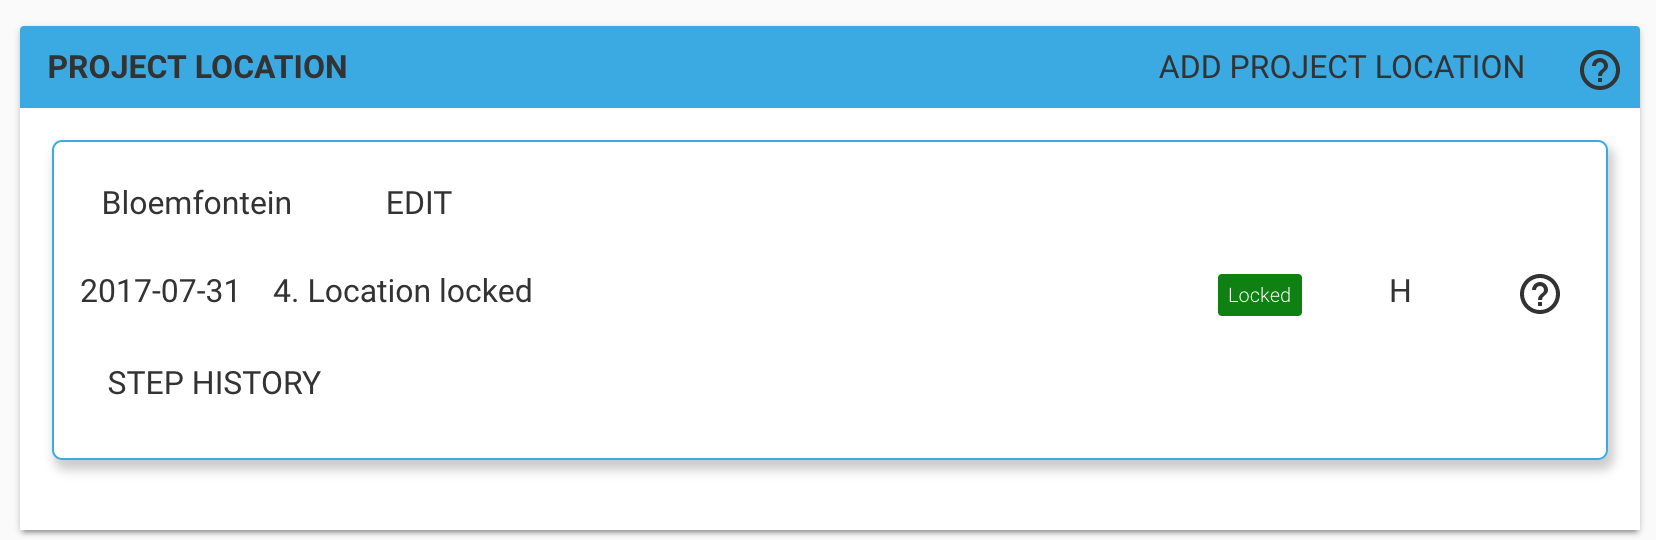 PROJECT LOCATION ADD PROJECT LOCATION
Bloemfontein EDIT
2017-07-31 4. Location locked Locked H
STEP HISTORY